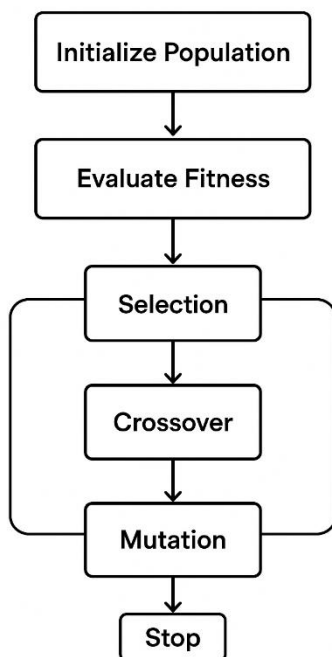 Initialize Population
Evaluate Fitness
Selection
Crossover
Mutation
Stop